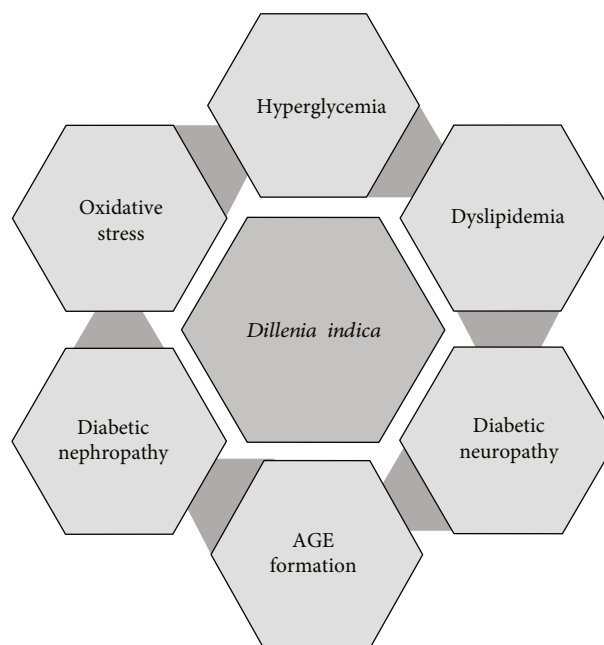 Hyperglycemia
Oxidative
stress
Dyslipidemia
Dillenia indica
Diabetic
nephropathy
Diabetic
neuropathy
AGE
formation